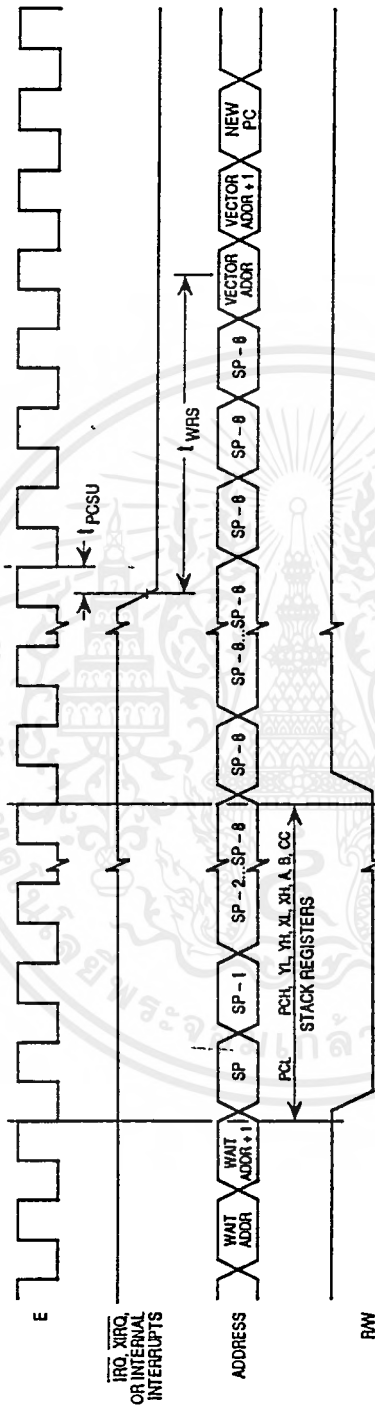 E
t PCSU
IRQ, XIRQ,
OR INTERNAL
INTERRUPTS
t WRS
ADDRESS
WAIT
ADDR
WAIT
ADDR + 1
SP
SP – 1
SP – 2...SP – 8
SP – 8
SP – 8...SP – 8
SP – 8
SP – 8
SP – 8
VECTOR
ADDR
VECTOR
ADDR + 1
NEW
PC
PCL PCH, YL, YH, XL, XH, A, B, CC
STACK REGISTERS
R/W